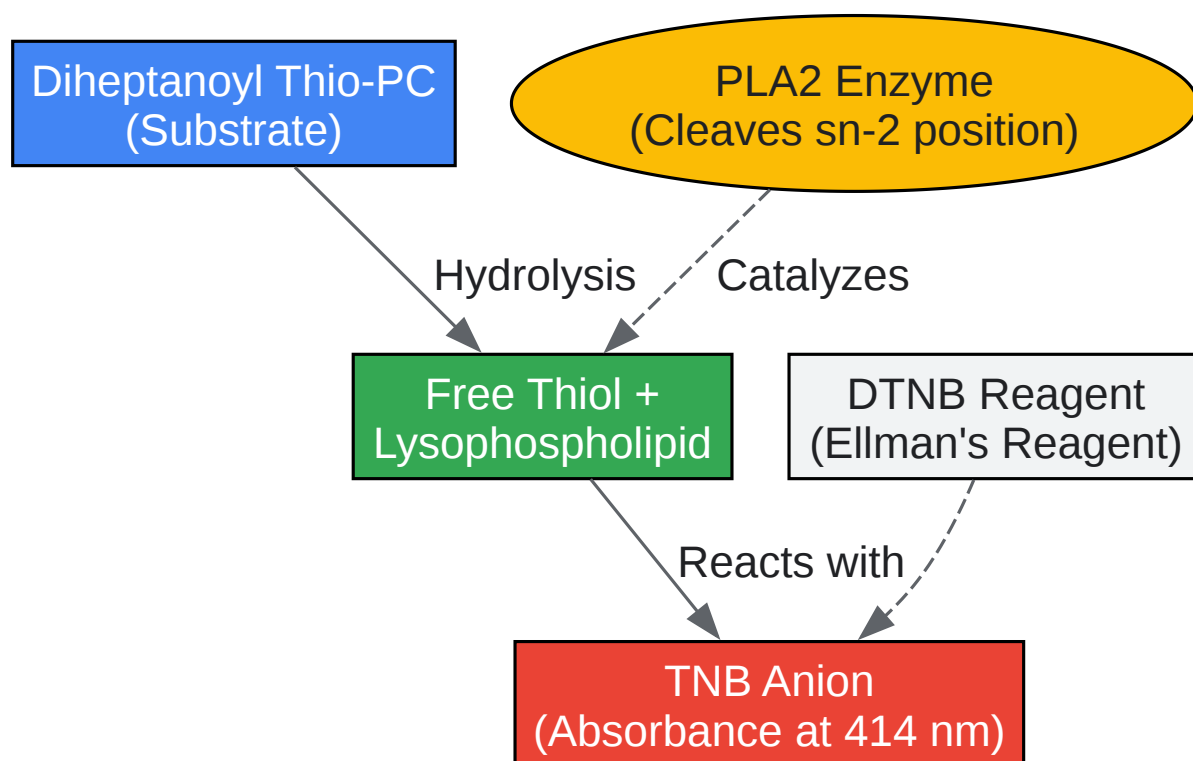 Diheptanoyl Thio-PC
(Substrate)
PLA2 Enzyme
(Cleaves sn-2 position)
Hydrolysis
Catalyzes
Free Thiol +
Lysophospholipid
DTNB Reagent
(Ellman's Reagent)
Reacts with
TNB Anion
(Absorbance at 414 nm)